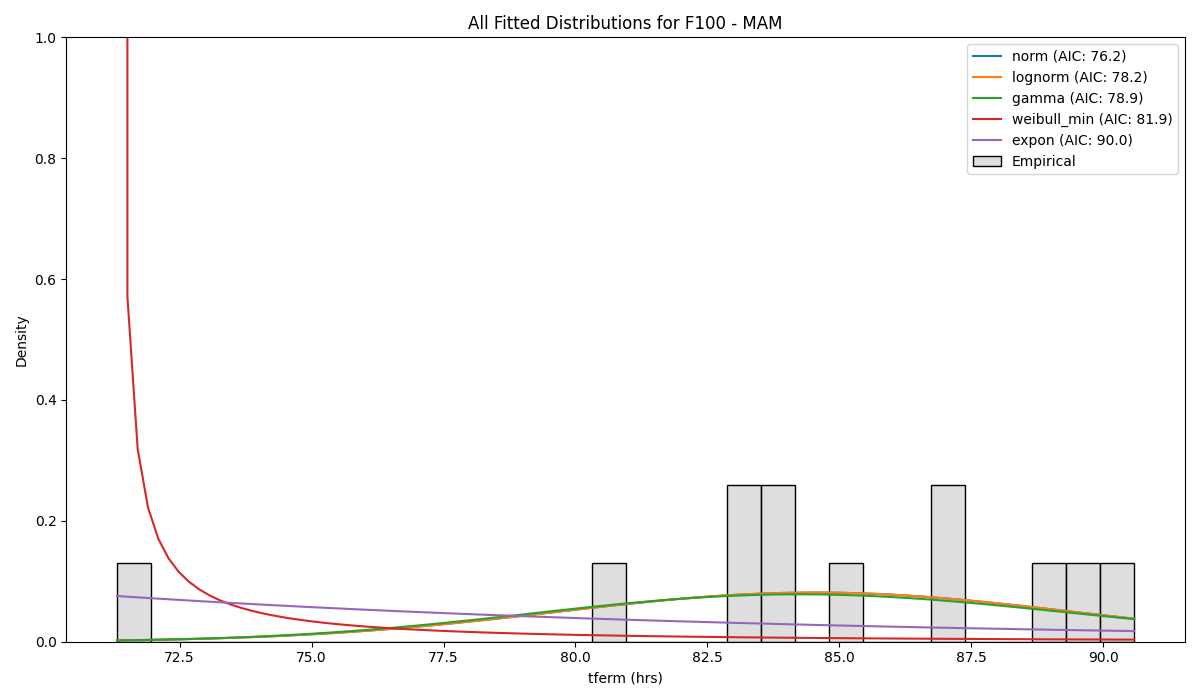 All Fitted Distributions for F100 - MAM
norm (AIC: 76.2)
lognorm (AIC: 78.2)
gamma (AIC: 78.9)
weibull_min (AIC: 81.9)
expon (AIC: 90.0)
Empirical
Density
1.0
0.8
0.6
0.4
0.2
0.0
72.5 75.0 77.5 80.0 82.5 85.0 87.5 90.0
tferm (hrs)